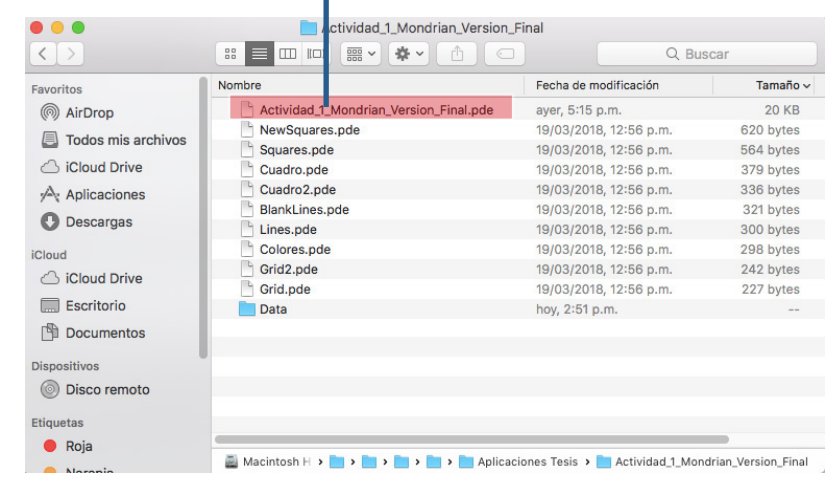 Actividad_1_Mondrian_Version_Final
Buscar
Favoritos
AirDrop
Todos mis archivos
iCloud Drive
Aplicaciones
Descargas
iCloud
iCloud Drive
Escritorio
Documentos
Dispositivos
Disco remoto
Etiquetas
Roja
Naranja
Nombre Fecha de modificación Tamaño
Actividad_1_Mondrian_Version_Final.pde ayer, 5:15 p.m. 20 KB
NewSquares.pde 19/03/2018, 12:56 p.m. 620 bytes
Squares.pde 19/03/2018, 12:56 p.m. 564 bytes
Cuadro.pde 19/03/2018, 12:56 p.m. 379 bytes
Cuadro2.pde 19/03/2018, 12:56 p.m. 336 bytes
BlankLines.pde 19/03/2018, 12:56 p.m. 321 bytes
Lines.pde 19/03/2018, 12:56 p.m. 300 bytes
Colores.pde 19/03/2018, 12:56 p.m. 298 bytes
Grid2.pde 19/03/2018, 12:56 p.m. 242 bytes
Grid.pde 19/03/2018, 12:56 p.m. 227 bytes
Data hoy, 2:51 p.m. --
Macintosh H › › › › › Aplicaciones Tesis › Actividad_1_Mondrian_Version_Final